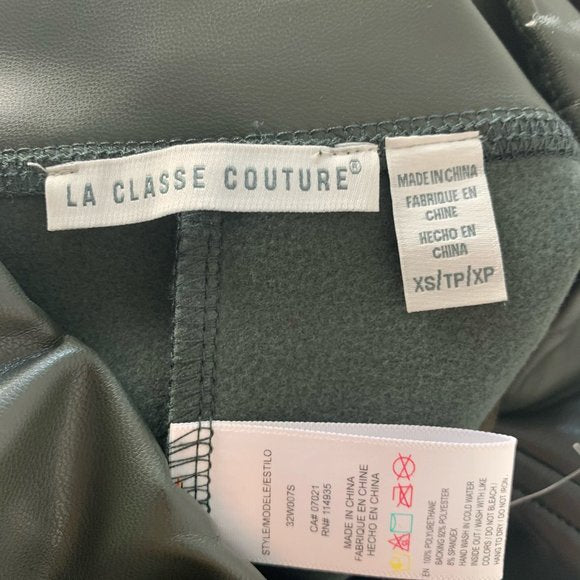 LA CLASSE COUTURE®
MADE IN CHINA
FABRIQUE EN
CHINE
HECHO EN
CHINA
XS/TP/XP
STYLE/MODELE/ESTILO
32W007S
CA# 07021
RN# 114935
MADE IN CHINA
FABRIQUE EN CHINE
EN 100% POLYURETHANE
BACKING 92% POLYESTER
8% SPANDEX
HAND WASH IN COLD WATER
INSIDE OUT / WASH WITH LIKE
COLORS / DO NOT BLEACH /
HANG TO DRY / DO NOT IRON